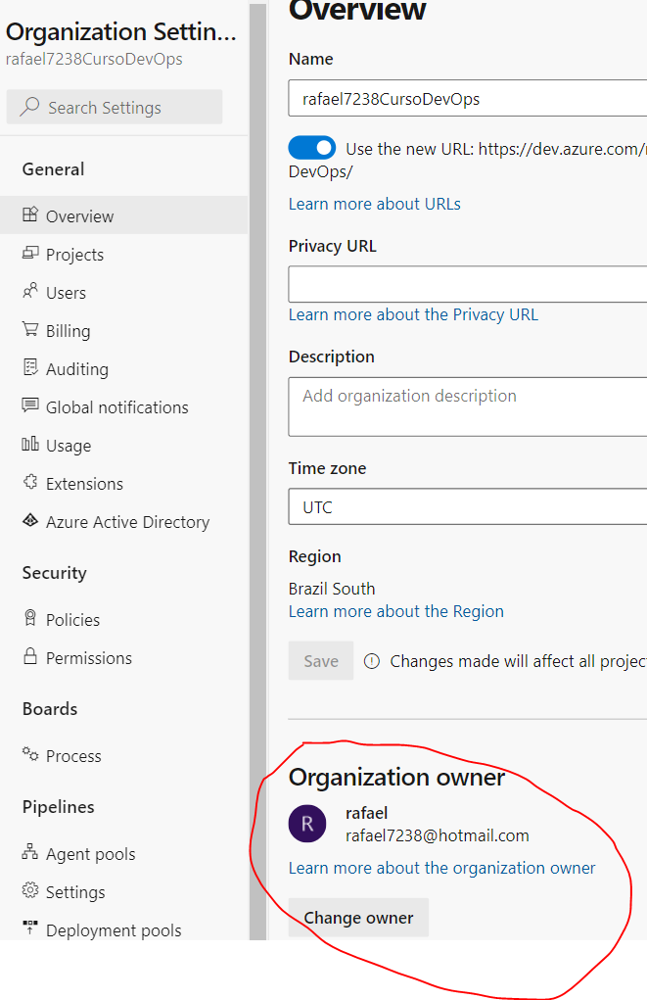 Organization Settin...
rafael7238CursoDevOps
Search Settings
General
Overview
Projects
Users
Billing
Auditing
Global notifications
Usage
Extensions
Azure Active Directory
Security
Policies
Permissions
Boards
Process
Pipelines
Agent pools
Settings
Deployment pools
Overview
Name
rafael7238CursoDevOps
Use the new URL: https://dev.azure.com/
DevOps/
Learn more about URLs
Privacy URL
Learn more about the Privacy URL
Description
Add organization description
Time zone
UTC
Region
Brazil South
Learn more about the Region
Save
Changes made will affect all projec
Organization owner
R
rafael
rafael7238@hotmail.com
Learn more about the organization owner
Change owner